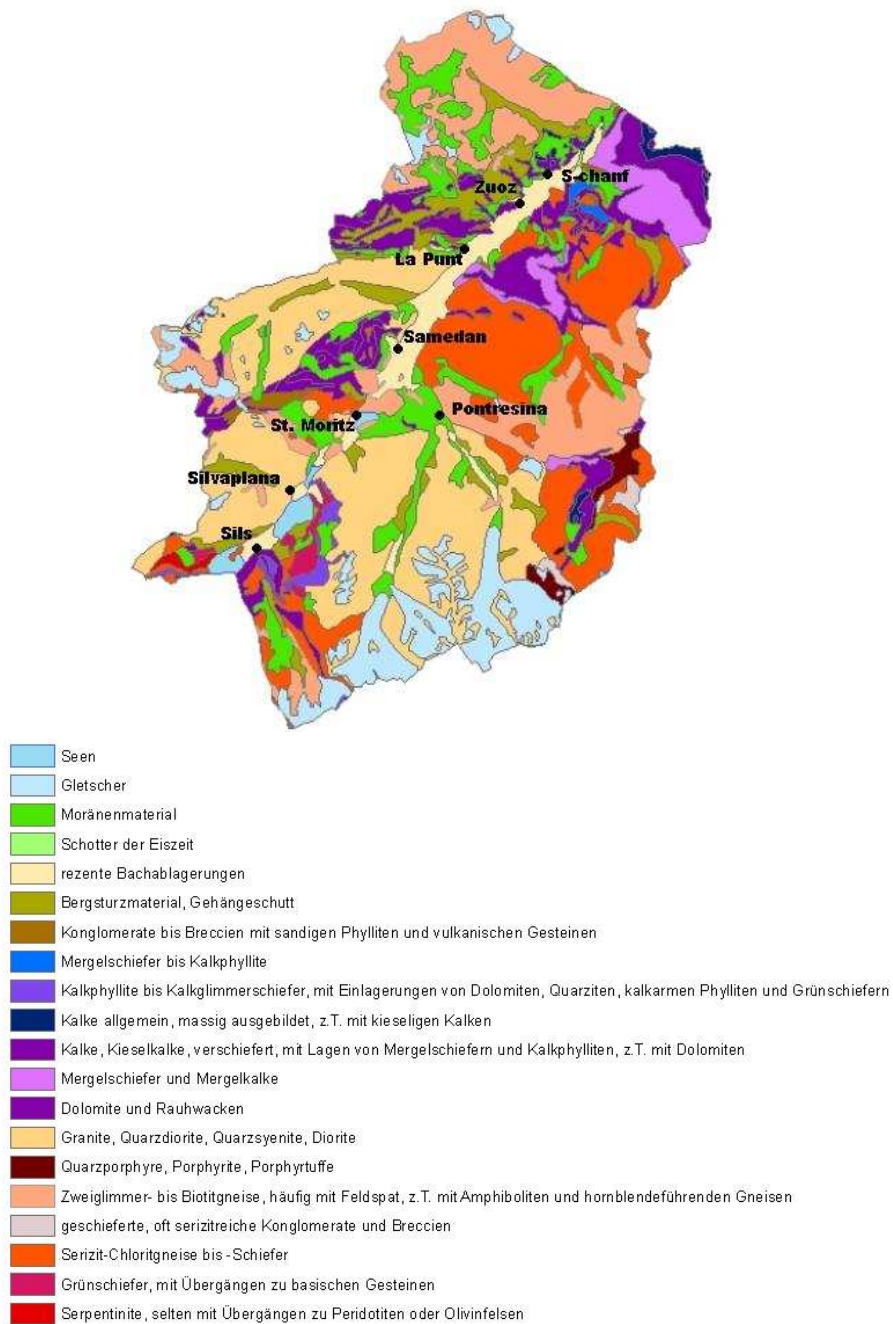 S-chanf
Zuoz
La Punt
Samedan
Pontresina
St. Moritz
Silvaplana
Sils
Seen
Gletscher
Moränenmaterial
Schotter der Eiszeit
rezente Bachablagerungen
Bergsturzmaterial, Gehängeschutt
Konglomerate bis Breccien mit sandigen Phylliten und vulkanischen Gesteinen
Mergelschiefer bis Kalkphyllite
Kalkphyllite bis Kalkglimmerschiefer, mit Einlagerungen von Dolomiten, Quarziten, kalkarmen Phylliten und Grünschiefern
Kalke allgemein, massig ausgebildet, z.T. mit kieseligen Kalken
Kalke, Kieselkalke, verschiefert, mit Lagen von Mergelschiefern und Kalkphylliten, z.T. mit Dolomiten
Mergelschiefer und Mergelkalke
Dolomite und Rauhwacken
Granite, Quarzdiorite, Quarzsyenite, Diorite
Quarzporphyre, Porphyrite, Porphyrtuffe
Zweiglimmer- bis Biotitgneise, häufig mit Feldspat, z.T. mit Amphiboliten und hornblendeführenden Gneisen
geschieferte, oft serizitreiche Konglomerate und Breccien
Serizit-Chloritgneise bis -Schiefer
Grünschiefer, mit Übergängen zu basischen Gesteinen
Serpentinite, selten mit Übergängen zu Peridotiten oder Olivinfelsen